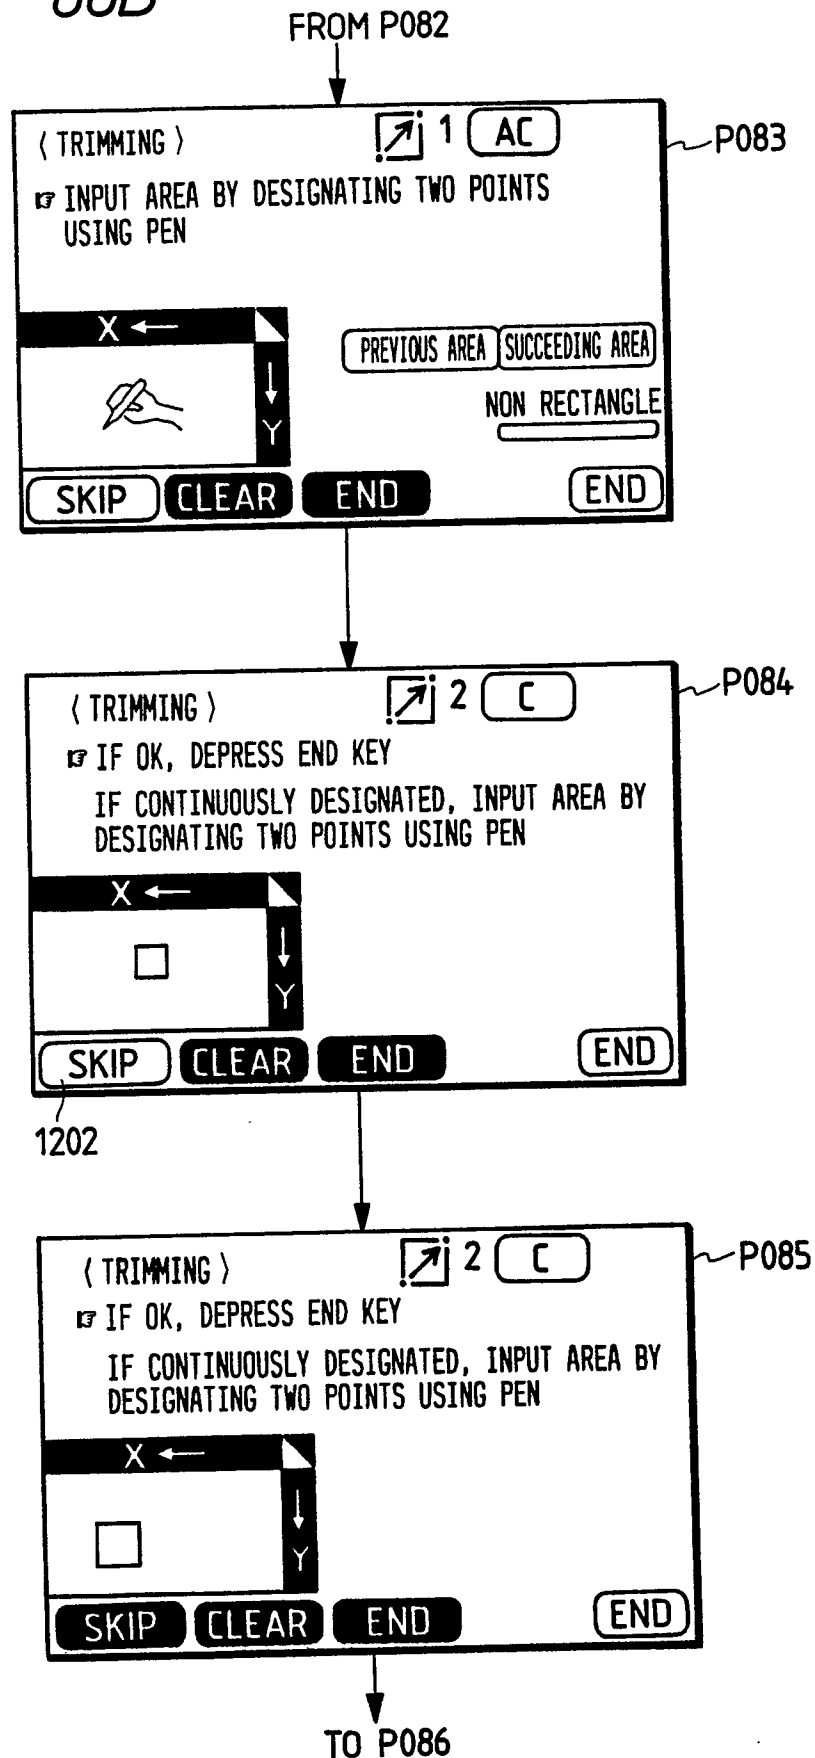 FROM P082
⟨ TRIMMING ⟩ 1 AC P083
☞ INPUT AREA BY DESIGNATING TWO POINTS
USING PEN
X ←
PREVIOUS AREA SUCCEEDING AREA
↓
NON RECTANGLE
Y
SKIP CLEAR END END
⟨ TRIMMING ⟩ 2 C P084
☞ IF OK, DEPRESS END KEY
IF CONTINUOUSLY DESIGNATED, INPUT AREA BY
DESIGNATING TWO POINTS USING PEN
X ←
↓
Y
SKIP CLEAR END END
1202
⟨ TRIMMING ⟩ 2 C P085
☞ IF OK, DEPRESS END KEY
IF CONTINUOUSLY DESIGNATED, INPUT AREA BY
DESIGNATING TWO POINTS USING PEN
X ←
↓
Y
SKIP CLEAR END END
TO P086